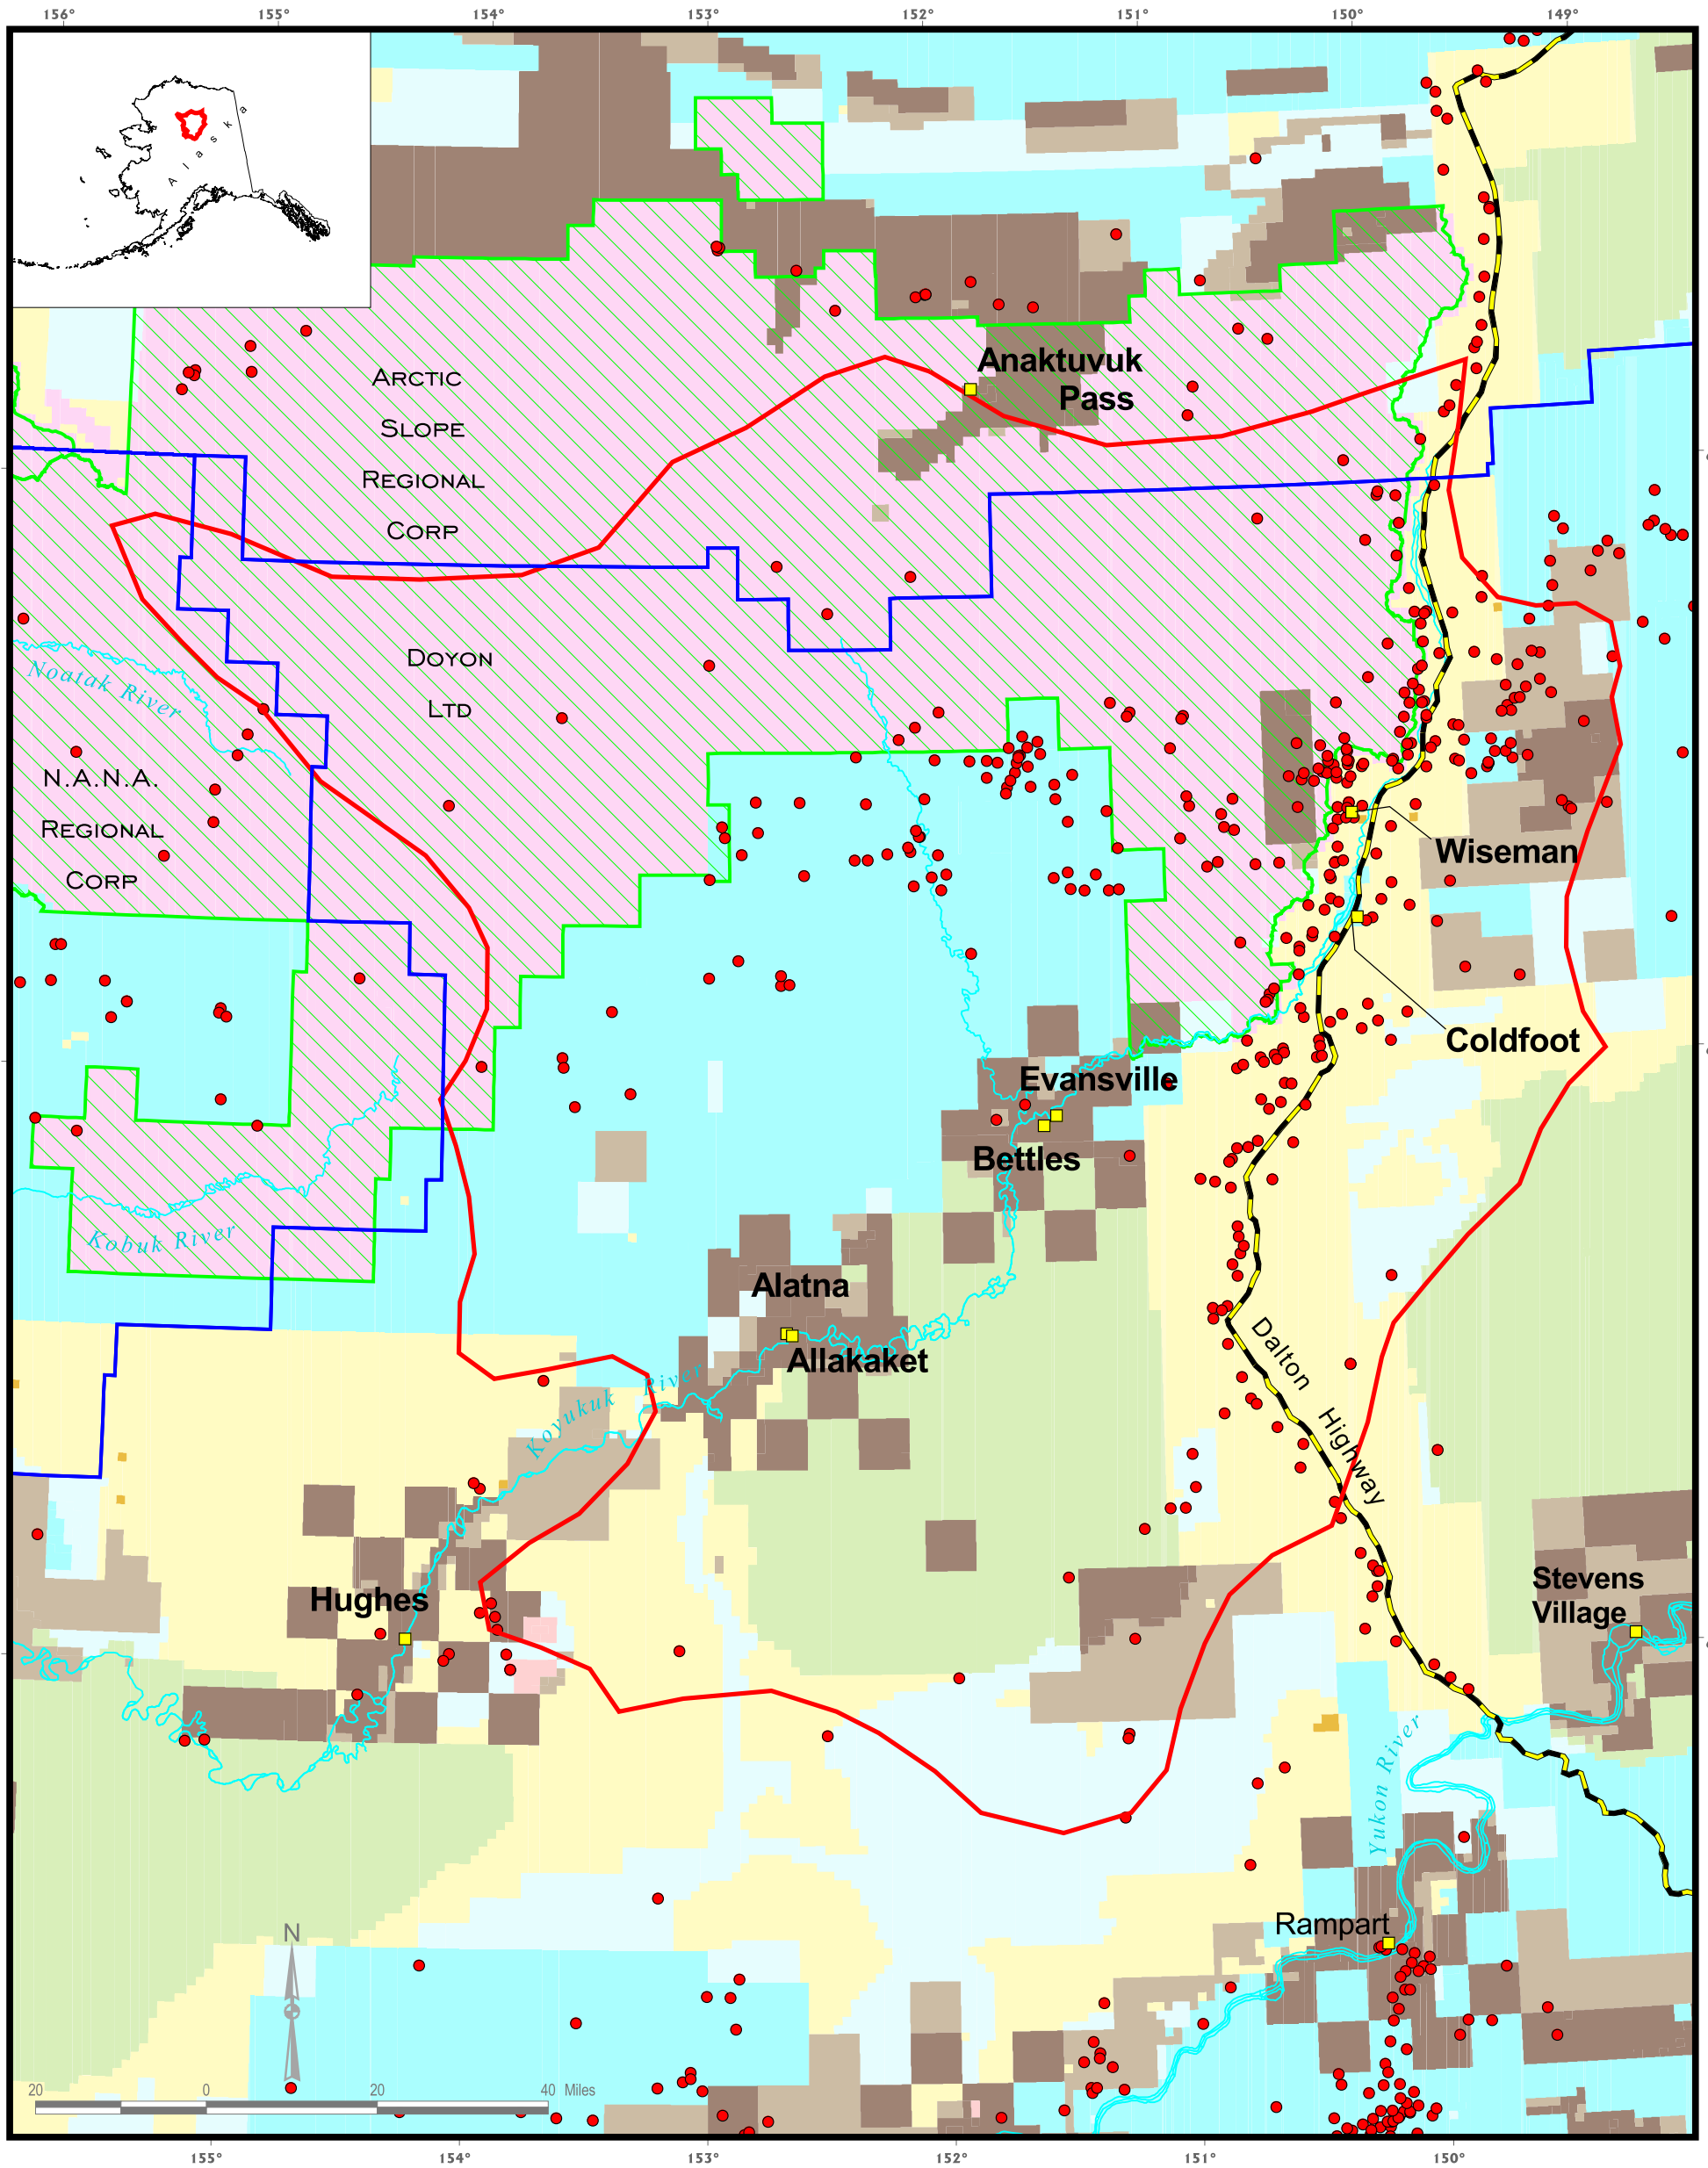 156°
155°
154°
153°
152°
151°
150°
149°
Alaska
Anaktuvuk
Pass
Arctic
Slope
Regional
Corp
Doyon
Ltd
Noatak River
N.A.N.A.
Regional
Corp
Wiseman
Coldfoot
Evansville
Bettles
Kobuk River
Alatna
Allakaket
Koyukuk River
Dalton Highway
Hughes
Stevens
Village
Yukon River
Rampart
N
20 0 20 40 Miles
155°
154°
153°
152°
151°
150°